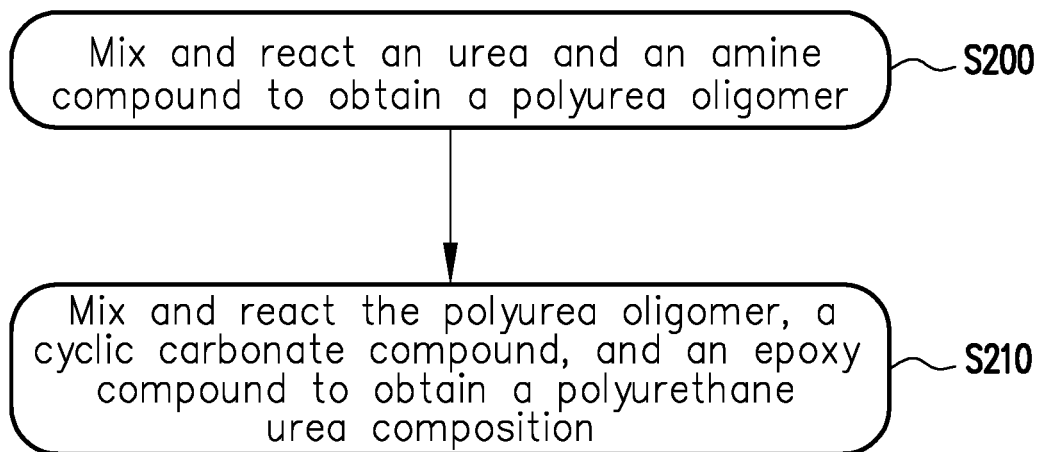 Mix and react an urea and an amine
compound to obtain a polyurea oligomer
S200
Mix and react the polyurea oligomer, a
cyclic carbonate compound, and an epoxy
compound to obtain a polyurethane
urea composition
S210